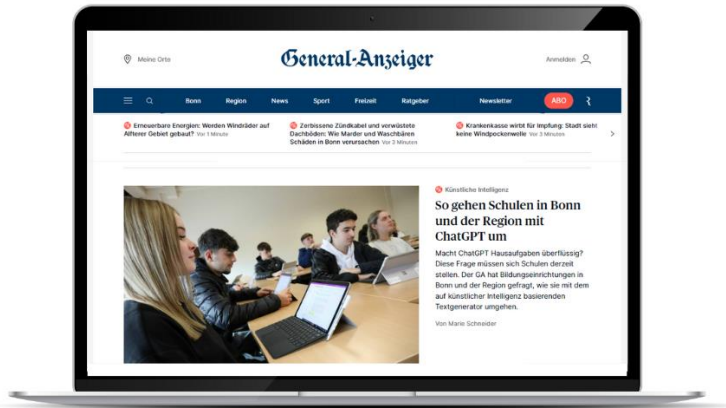 Meine Orte
General-Anzeiger
Anmelden
Bonn Region News Sport Freizeit Ratgeber Newsletter ABO
Erneuerbare Energien: Werden Windräder auf
Alfterer Gebiet gebaut? Vor 1 Minute
Zerbissene Zündkabel und verwüstete
Dachböden: Wie Marder und Waschbären
Schäden in Bonn verursachen Vor 3 Minuten
Krankenkasse wirbt für Impfung: Stadt sieht
keine Windpockenwelle Vor 3 Minuten
Künstliche Intelligenz
So gehen Schulen in Bonn
und der Region mit
ChatGPT um
Macht ChatGPT Hausaufgaben überflüssig?
Diese Frage müssen sich Schulen derzeit
stellen. Der GA hat Bildungseinrichtungen in
Bonn und der Region gefragt, wie sie mit dem
auf künstlicher Intelligenz basierenden
Textgenerator umgehen.
Von Marie Schneider